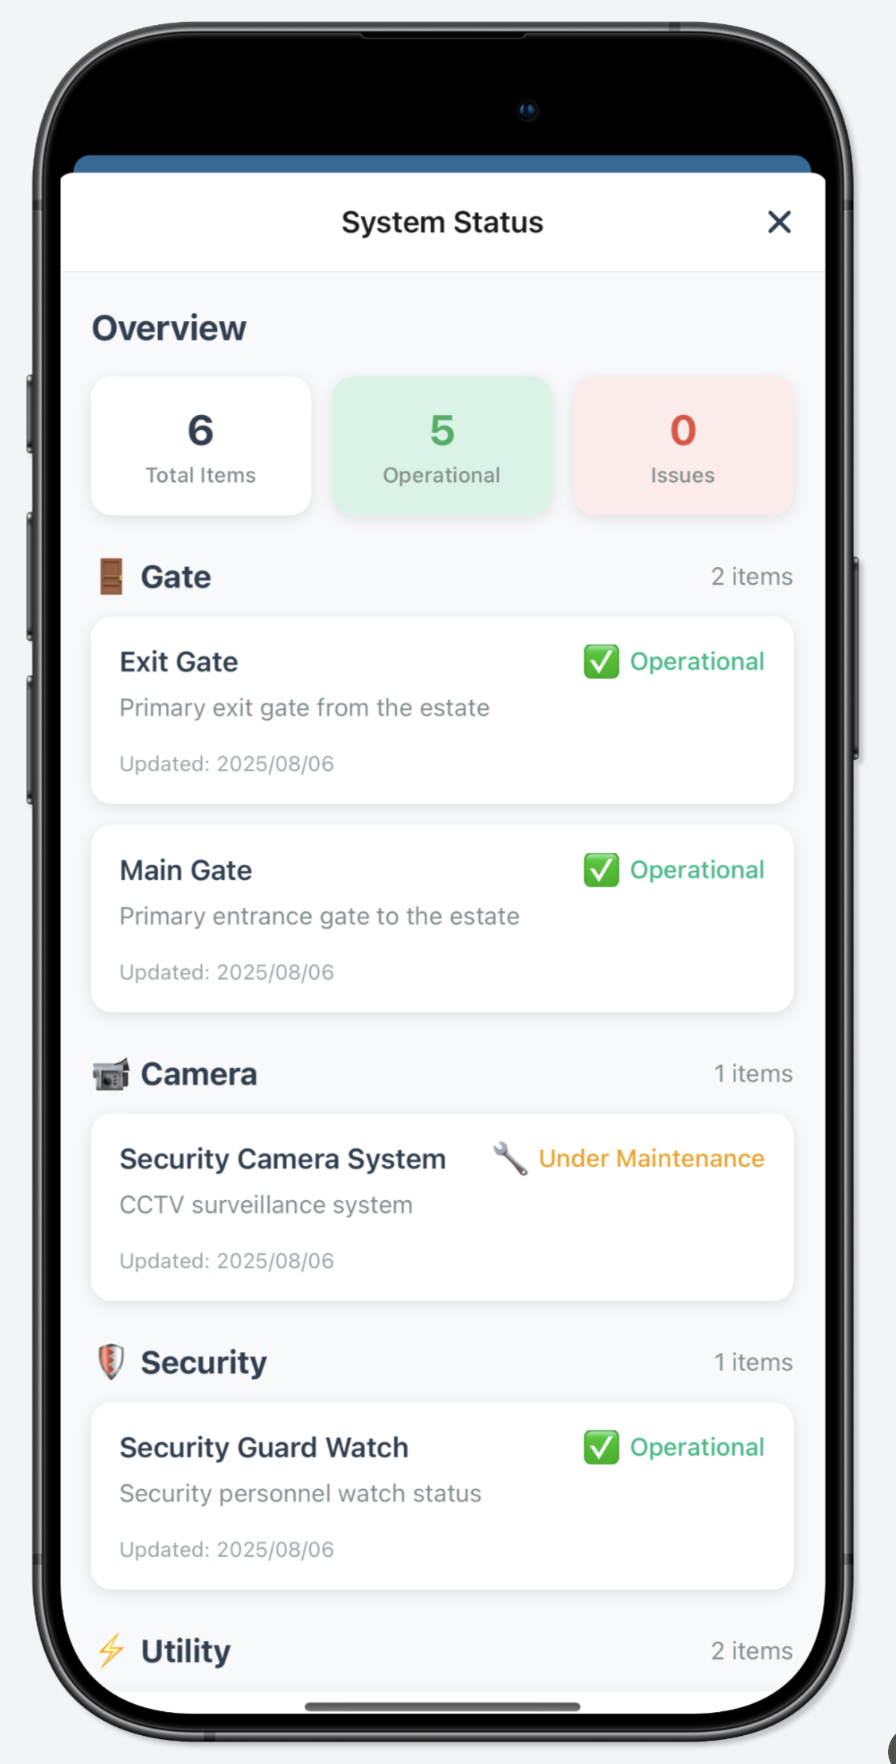 System Status
Overview
6
Total Items
5
Operational
0
Issues
Gate
2 items
Exit Gate
Operational
Primary exit gate from the estate
Updated: 2025/08/06
Main Gate
Operational
Primary entrance gate to the estate
Updated: 2025/08/06
Camera
1 items
Security Camera System
Under Maintenance
CCTV surveillance system
Updated: 2025/08/06
Security
1 items
Security Guard Watch
Operational
Security personnel watch status
Updated: 2025/08/06
Utility
2 items